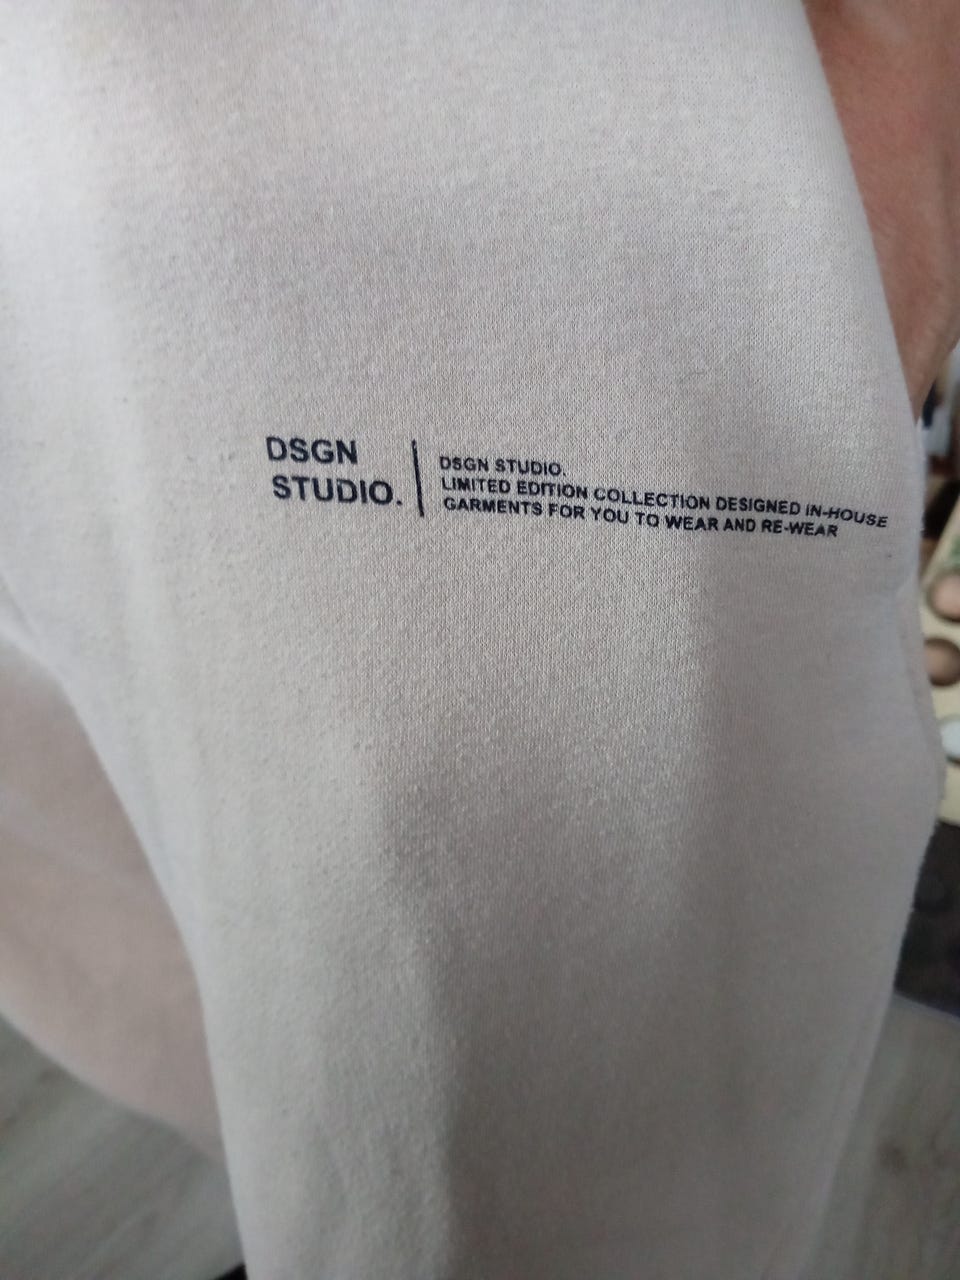 DSGN
STUDIO.
DSGN STUDIO.
LIMITED EDITION COLLECTION DESIGNED IN-HOUSE
GARMENTS FOR YOU TO WEAR AND RE-WEAR